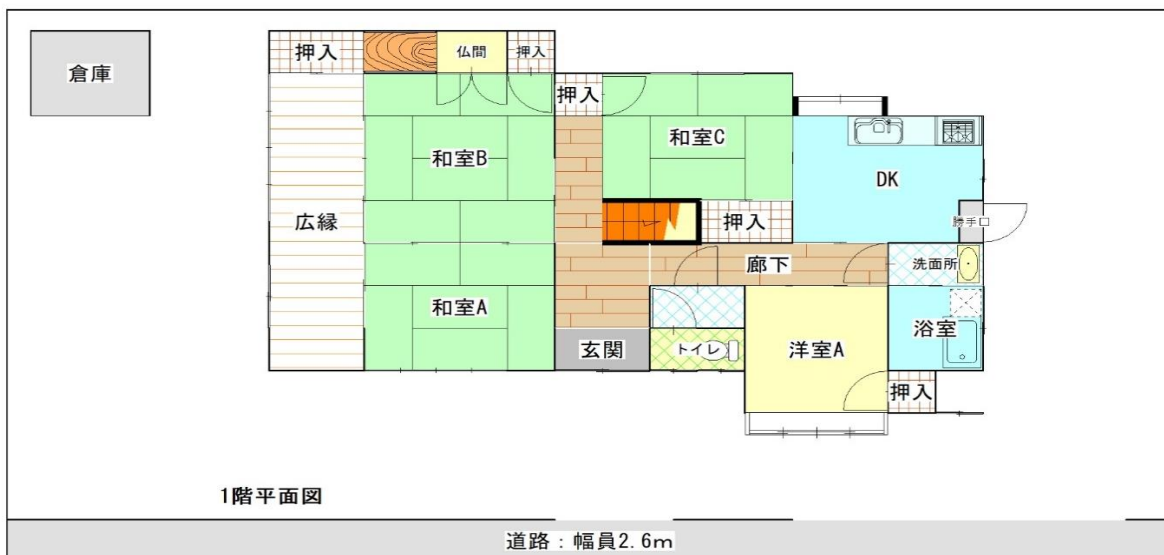 倉庫
押入
仏間
押入
押入
和室B
和室C
DK
広縁
押入
勝手口
廊下
洗面所
和室A
浴室
玄関
トイレ
洋室A
押入
1階平面図
道路：幅員2.6m